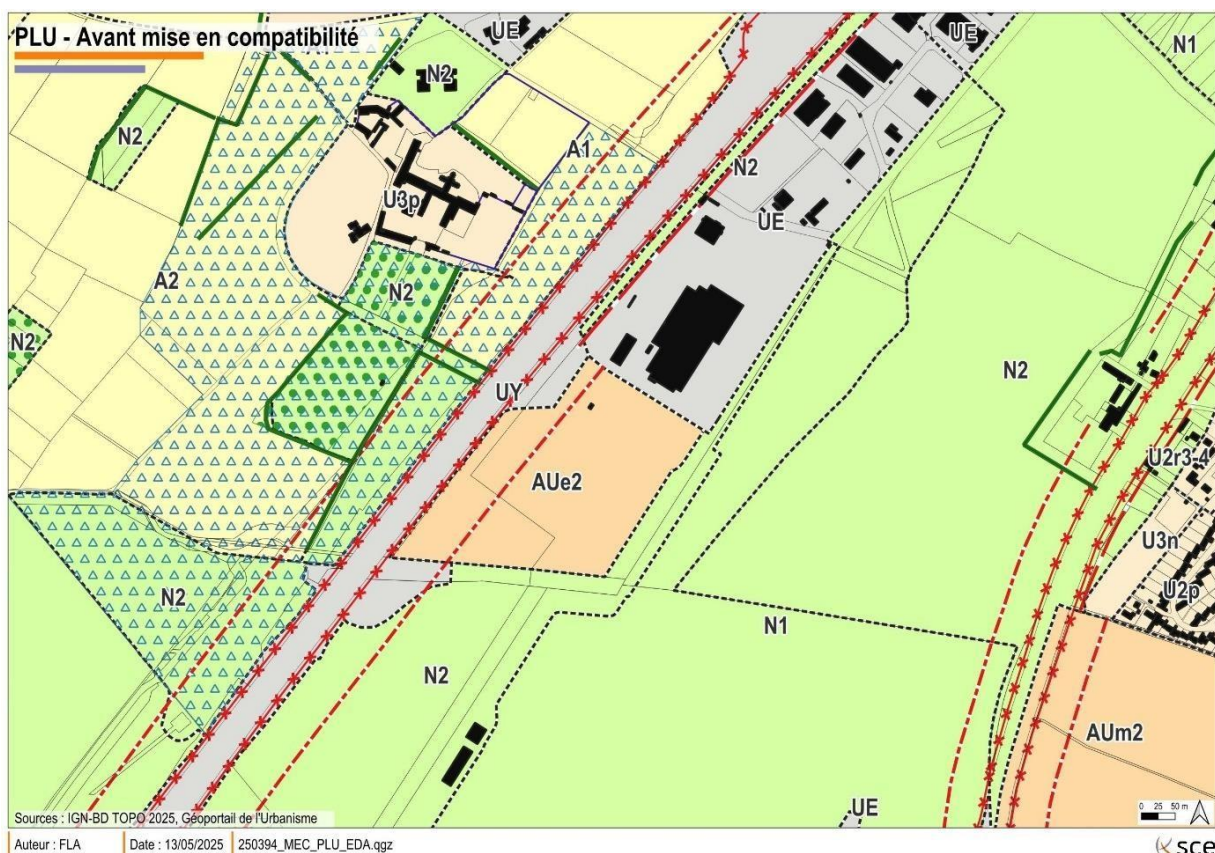 PLU - Avant mise en compatibilité
UE
UE
N1
N2
N2
A1
N2
U3p
UE
A2
N2
N2
N2
UY
U2r3-4
AUe2
U3n
N2
U2p
N1
N2
AUm2
UE
Sources : IGN-BD TOPO 2025, Géoportail de l'Urbanisme
0 25 50 m
Auteur : FLA
Date : 13/05/2025
250394_MEC_PLU_EDA.qgz
sce